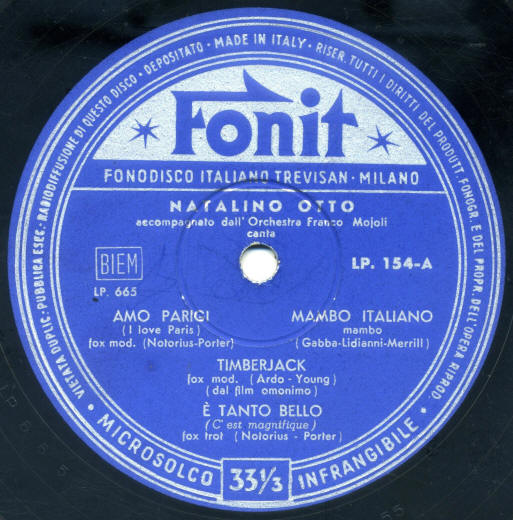 VIETATA DUPLIC. · PUBBLICA ESEC. · RADIODIFFUSIONE DI QUESTO DISCO · DEPOSITATO · MADE IN ITALY · RISER. TUTTI I DIRITTI DEL PRODUTT. FONOGR. E DEL PROPR. DELL'OPERA RIPROD.
Fonit
FONODISCO ITALIANO TREVISAN · MILANO
NATALINO OTTO
accompagnato dall'Orchestra Franco Mojoli
canta
BIEM
LP. 154-A
LP. 665
AMO PARIGI
(I love Paris)
fox mod. (Notorius-Porter)
MAMBO ITALIANO
mambo
(Gabba-Lidianni-Merrill)
TIMBERJACK
fox mod. (Ardo - Young)
(dal film omonimo)
È TANTO BELLO
(C'est magnifique)
fox trot (Notorius - Porter)
MICROSOLCO 33 1/3 INFRANGIBILE